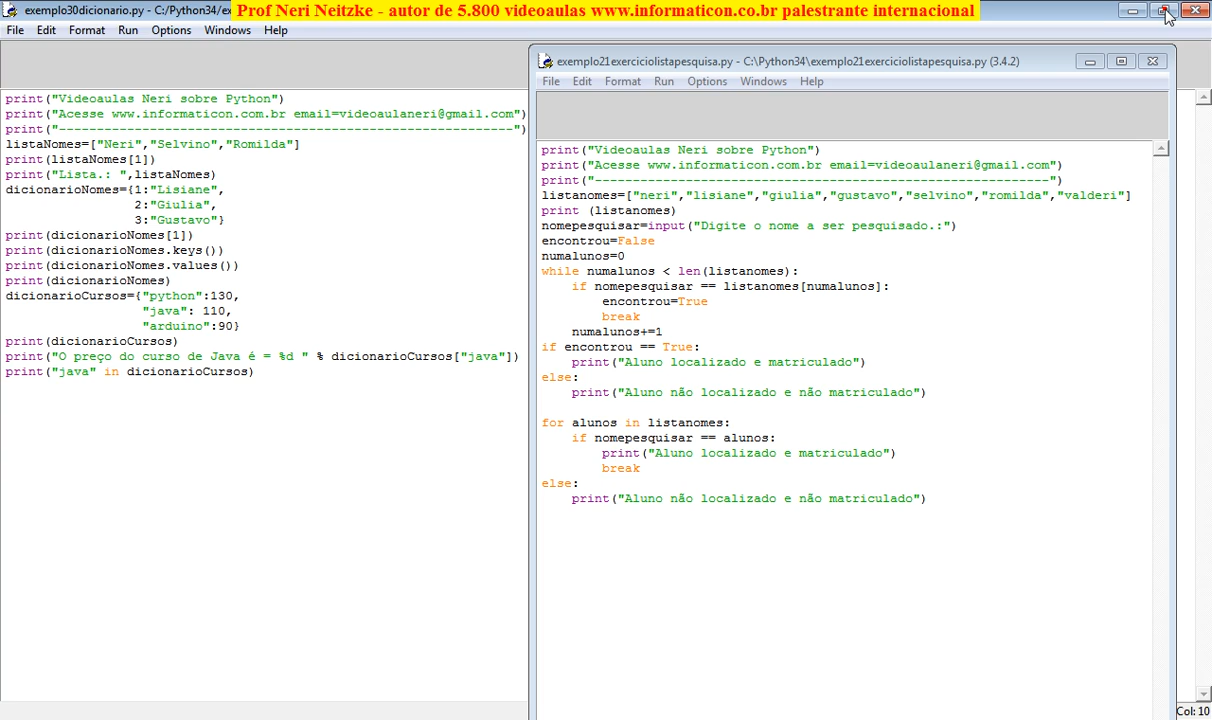 exemplo30dicionario.py - C:/Python34/ex
Prof Neri Neitzke - autor de 5.800 videoaulas www.informaticon.co.br palestrante internacional
File Edit Format Run Options Windows Help
print("Videoaulas Neri sobre Python")
print("Acesse www.informaticon.com.br email=videoaulaneri@gmail.com")
print("------------------------------------------------------------")
listaNomes=["Neri","Selvino","Romilda"]
print(listaNomes[1])
print("Lista.: ",listaNomes)
dicionarioNomes={1:"Lisiane",
                 2:"Giulia",
                 3:"Gustavo"}
print(dicionarioNomes[1])
print(dicionarioNomes.keys())
print(dicionarioNomes.values())
print(dicionarioNomes)
dicionarioCursos={"python":130,
                  "java": 110,
                  "arduino":90}
print(dicionarioCursos)
print("O preço do curso de Java é = %d " % dicionarioCursos["java"])
print("java" in dicionarioCursos)
exemplo21exerciciolistapesquisa.py - C:\Python34\exemplo21exerciciolistapesquisa.py (3.4.2)
File Edit Format Run Options Windows Help
print("Videoaulas Neri sobre Python")
print("Acesse www.informaticon.com.br email=videoaulaneri@gmail.com")
print("------------------------------------------------------------")
listanomes=["neri","lisiane","giulia","gustavo","selvino","romilda","valderi"]
print (listanomes)
nomepesquisar=input("Digite o nome a ser pesquisado.:")
encontrou=False
numalunos=0
while numalunos < len(listanomes):
    if nomepesquisar == listanomes[numalunos]:
        encontrou=True
        break
    numalunos+=1
if encontrou == True:
    print("Aluno localizado e matriculado")
else:
    print("Aluno não localizado e não matriculado")
for alunos in listanomes:
    if nomepesquisar == alunos:
        print("Aluno localizado e matriculado")
        break
else:
    print("Aluno não localizado e não matriculado")
Col: 10